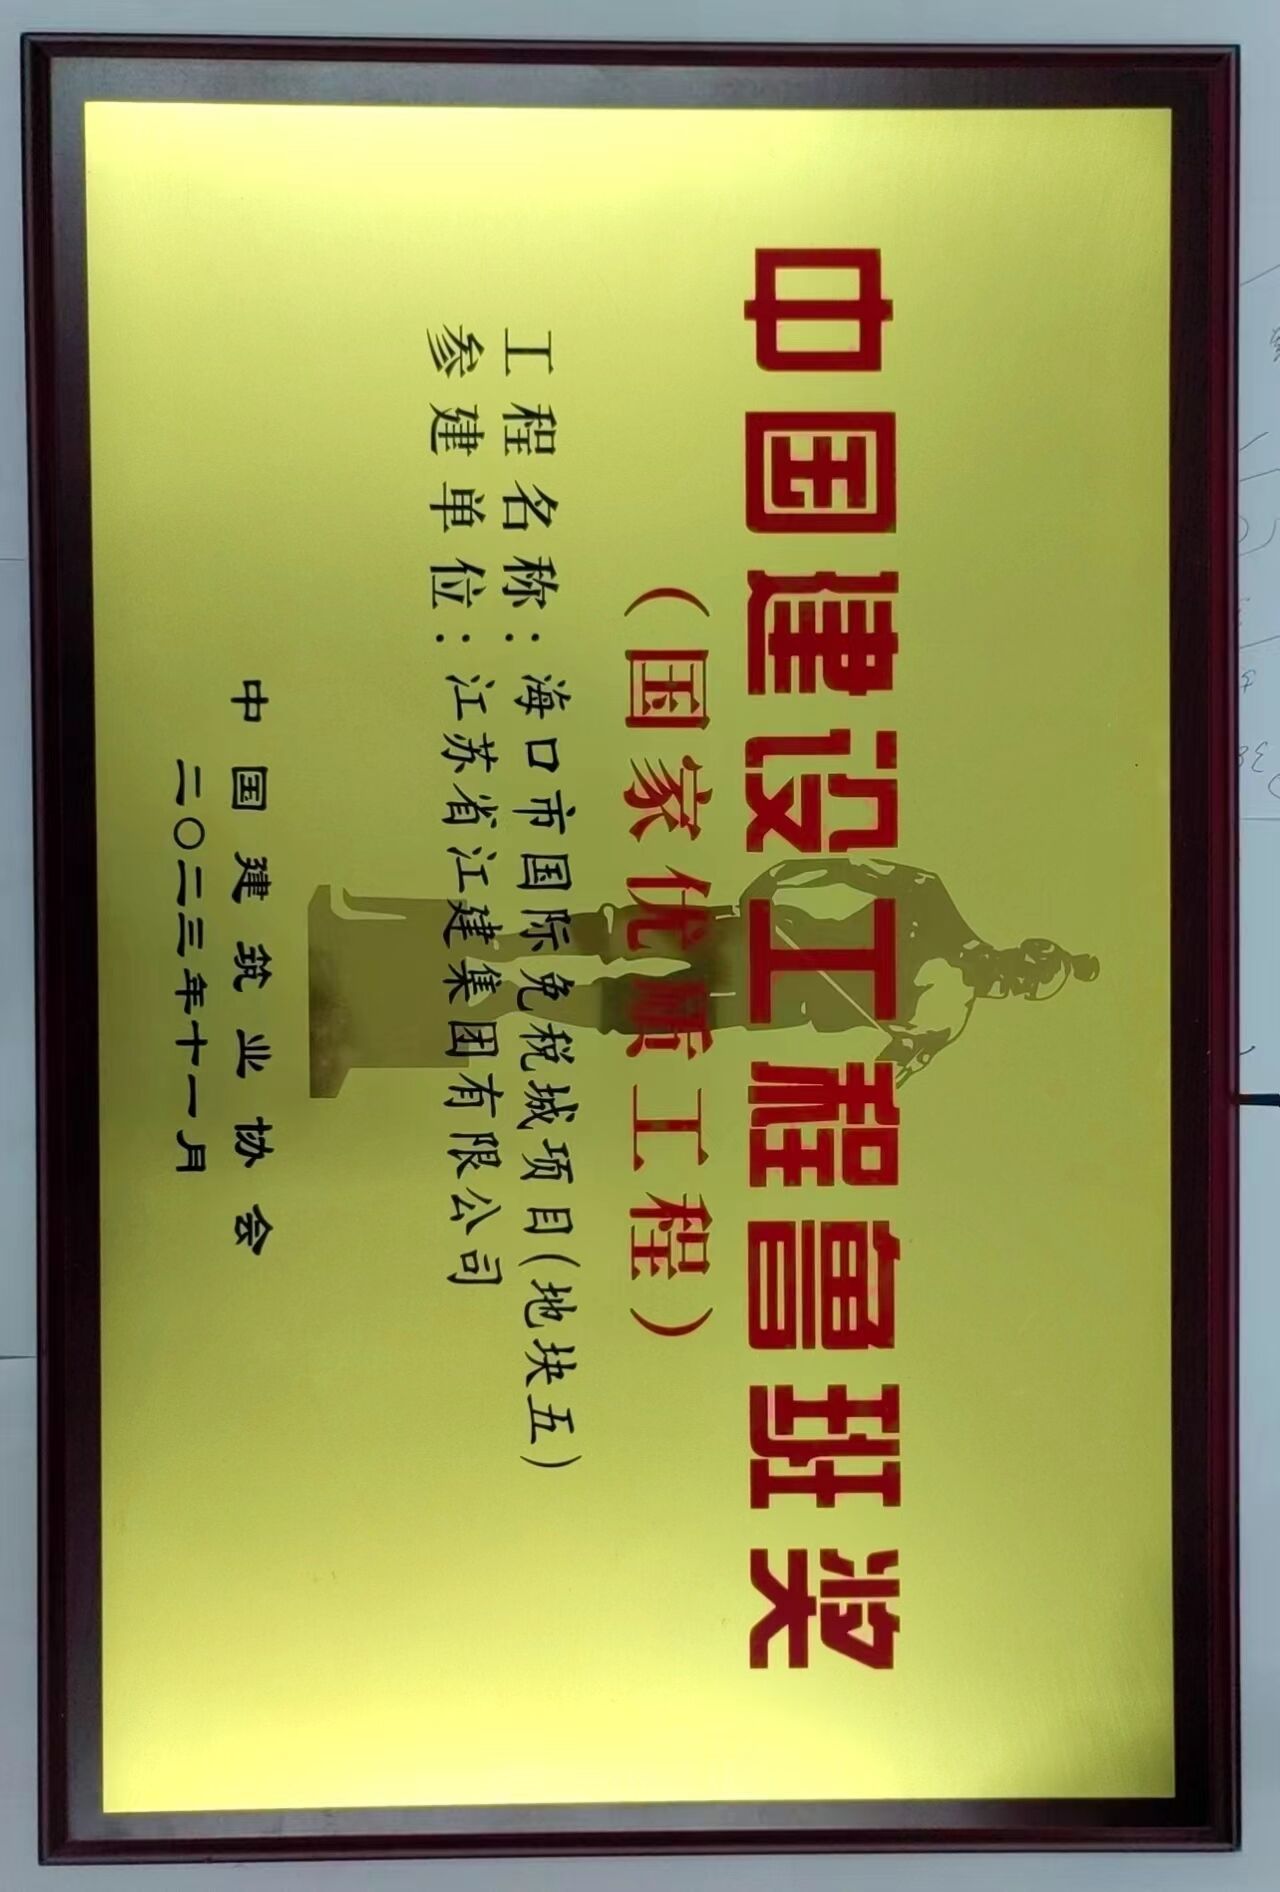 中国建设工程鲁班奖
（国家优质工程）
工程名称：海口市国际免税城项目（地块五）
参建单位：江苏省江建集团有限公司
中国建筑业协会
二〇二三年十一月